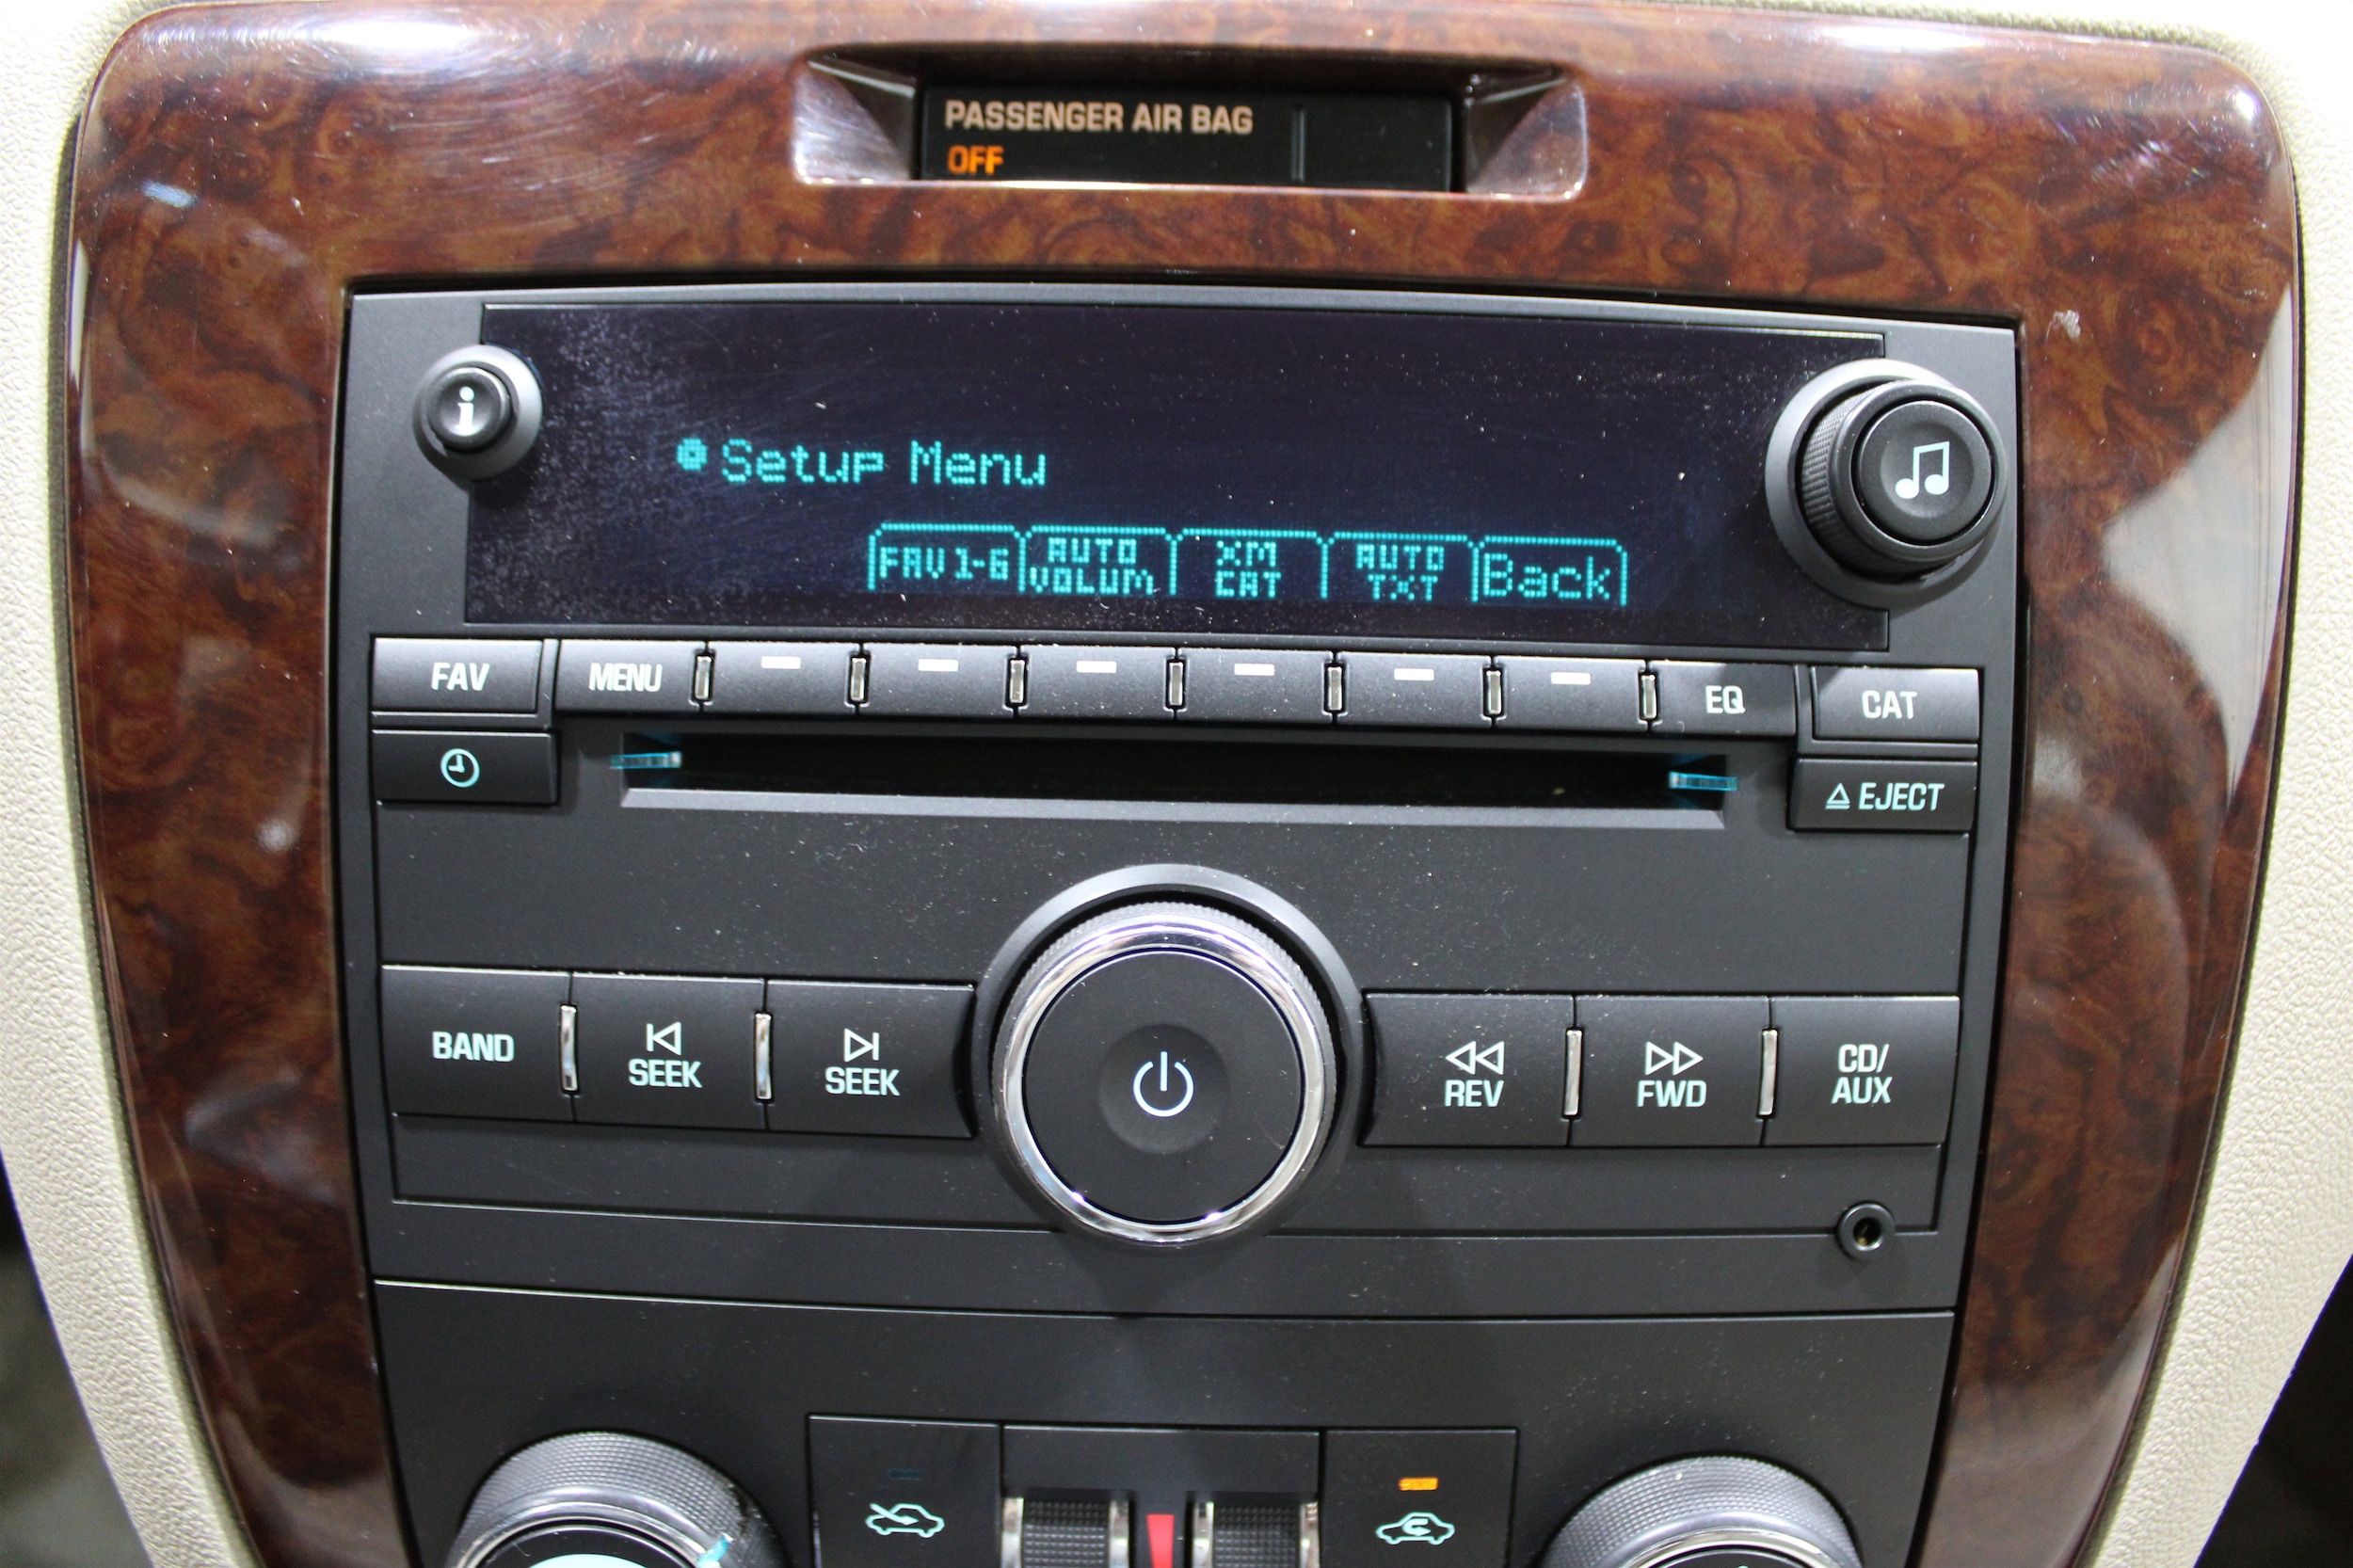 PASSENGER AIR BAG
OFF
i
Setup Menu
FAV 1-6
AUTO
VOLUM
XM
CAT
AUTO
TXT
Back
FAV
MENU
EQ
CAT
EJECT
BAND
SEEK
SEEK
REV
FWD
CD/
AUX